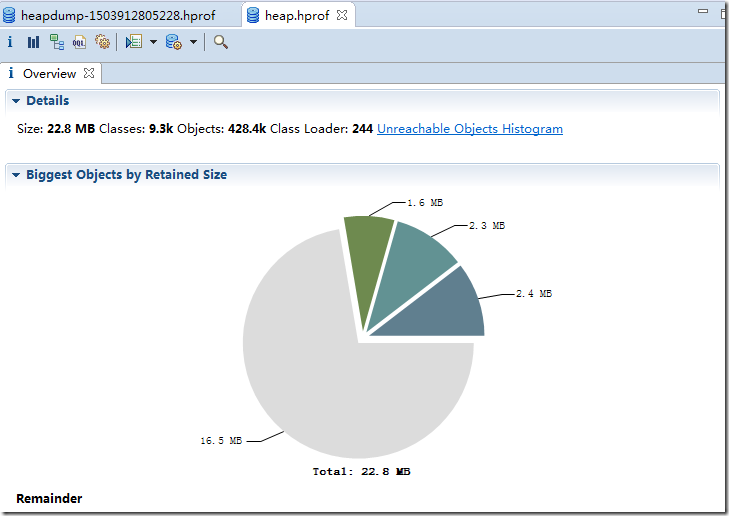 heapdump-1503912805228.hprof heap.hprof
i OQL
i Overview
Details
Size: 22.8 MB Classes: 9.3k Objects: 428.4k Class Loader: 244 Unreachable Objects Histogram
Biggest Objects by Retained Size
1.6 MB
2.3 MB
2.4 MB
16.5 MB
Total: 22.8 MB
Remainder